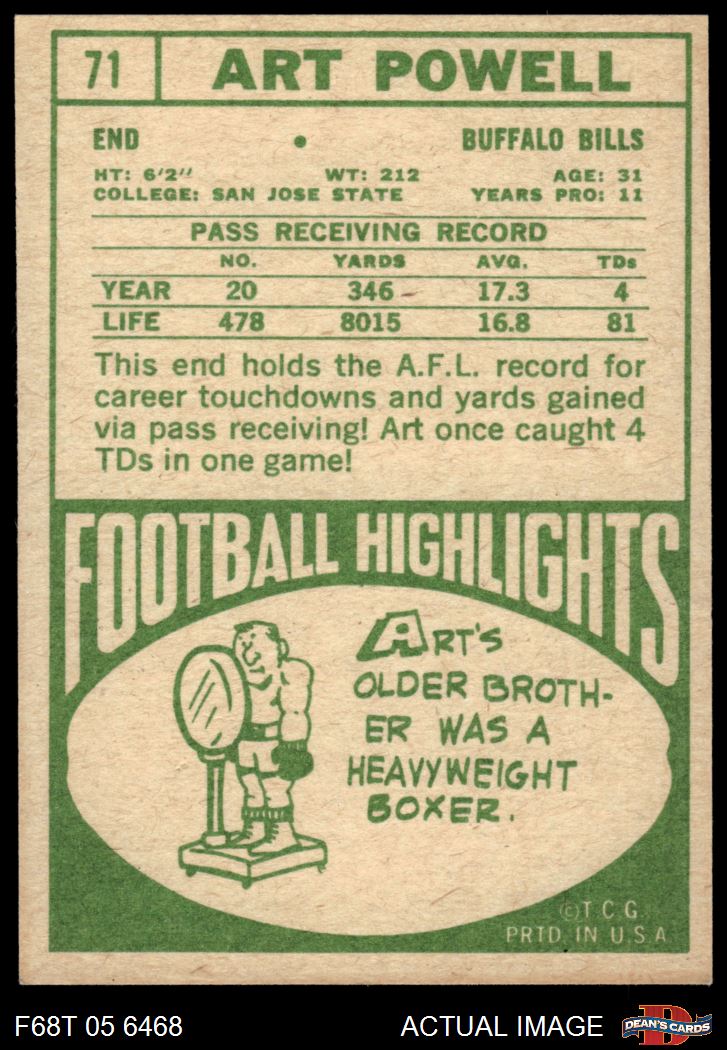 71 ART POWELL
END • BUFFALO BILLS
HT: 6'2" WT: 212 AGE: 31
COLLEGE: SAN JOSE STATE YEARS PRO: 11
PASS RECEIVING RECORD
NO. YARDS AVG. TDs
YEAR 20 346 17.3 4
LIFE 478 8015 16.8 81
This end holds the A.F.L. record for
career touchdowns and yards gained
via pass receiving! Art once caught 4
TDs in one game!
FOOTBALL HIGHLIGHTS
ART'S
OLDER BROTH-
ER WAS A
HEAVYWEIGHT
BOXER.
©T.C.G.
PRTD. IN U.S.A.
F68T 05 6468 ACTUAL IMAGE D DEAN'S CARDS